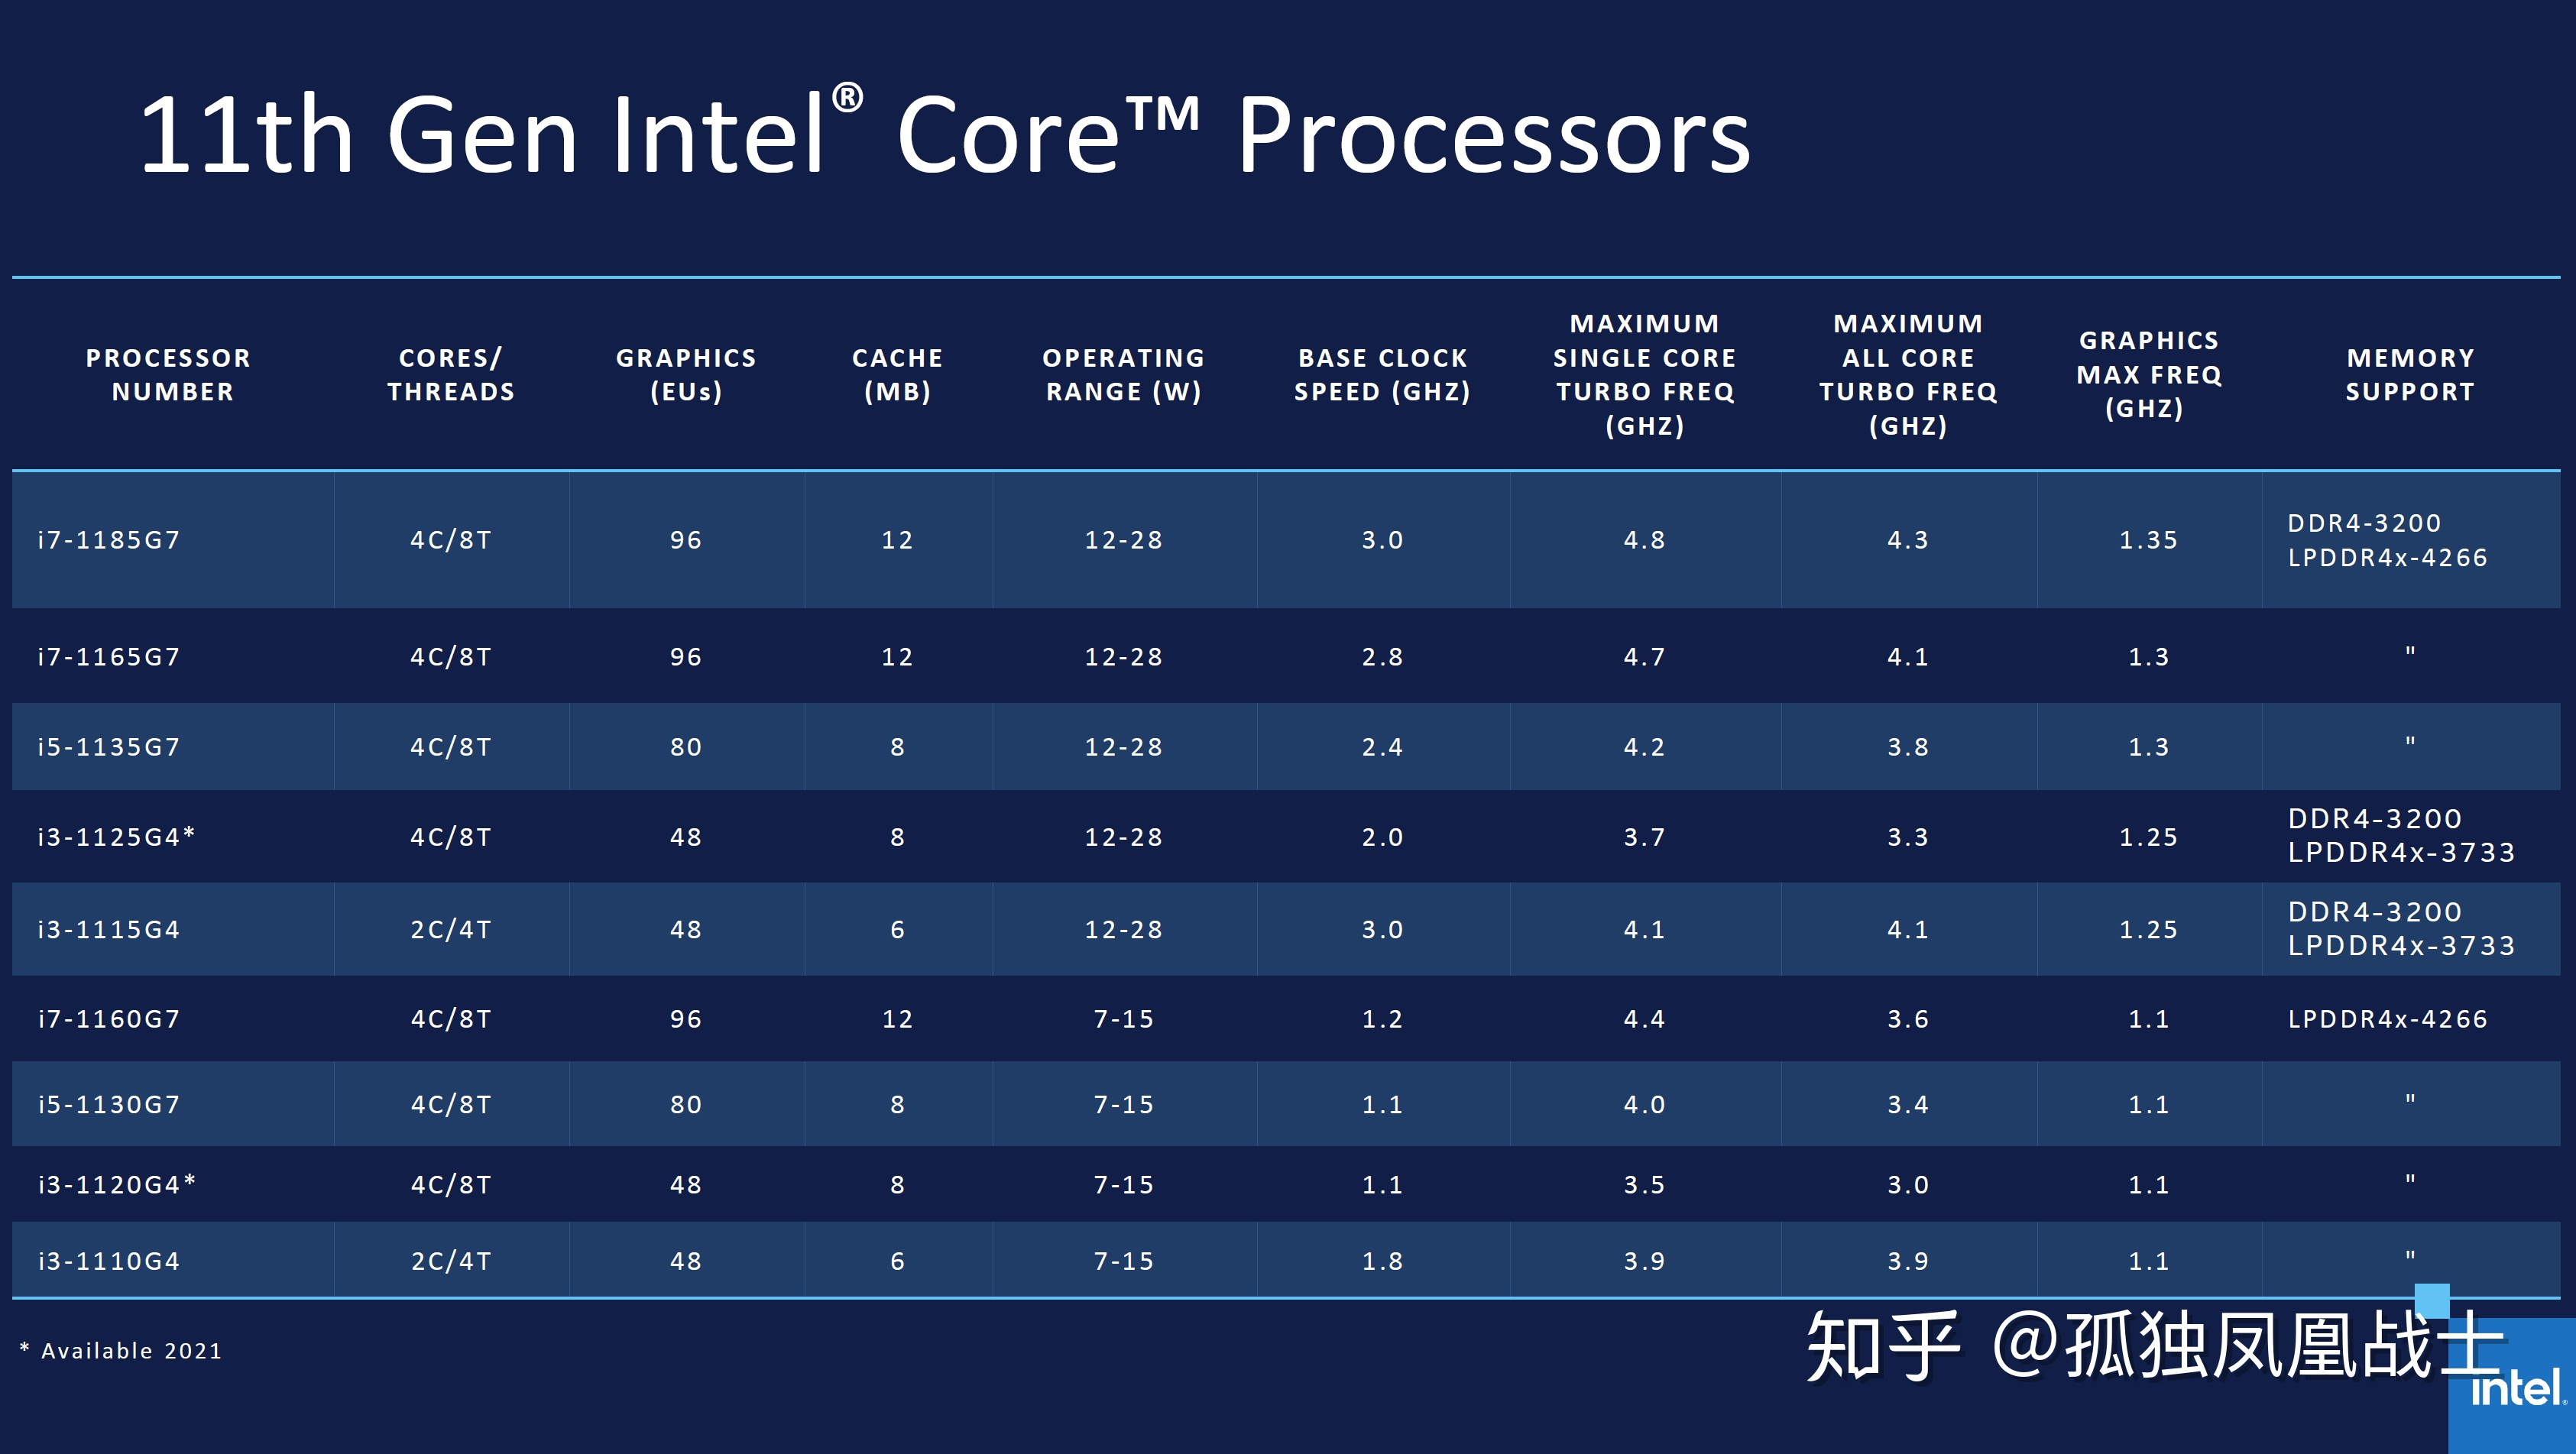 11th Gen Intel® Core™ Processors
PROCESSOR NUMBER CORES/ THREADS GRAPHICS (EUs) CACHE (MB) OPERATING RANGE (W) BASE CLOCK SPEED (GHZ) MAXIMUM SINGLE CORE TURBO FREQ (GHZ) MAXIMUM ALL CORE TURBO FREQ (GHZ) GRAPHICS MAX FREQ (GHZ) MEMORY SUPPORT
i7-1185G7 4C/8T 96 12 12-28 3.0 4.8 4.3 1.35 DDR4-3200 LPDDR4x-4266
i7-1165G7 4C/8T 96 12 12-28 2.8 4.7 4.1 1.3 "
i5-1135G7 4C/8T 80 8 12-28 2.4 4.2 3.8 1.3 "
i3-1125G4* 4C/8T 48 8 12-28 2.0 3.7 3.3 1.25 DDR4-3200 LPDDR4x-3733
i3-1115G4 2C/4T 48 6 12-28 3.0 4.1 4.1 1.25 DDR4-3200 LPDDR4x-3733
i7-1160G7 4C/8T 96 12 7-15 1.2 4.4 3.6 1.1 LPDDR4x-4266
i5-1130G7 4C/8T 80 8 7-15 1.1 4.0 3.4 1.1 "
i3-1120G4* 4C/8T 48 8 7-15 1.1 3.5 3.0 1.1 "
i3-1110G4 2C/4T 48 6 7-15 1.8 3.9 3.9 1.1 "
* Available 2021
知乎 @孤独凤凰战士
intel®